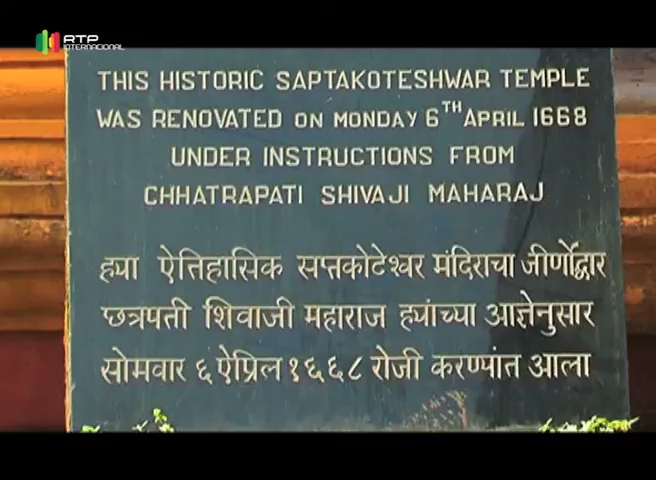 RTP
INTERNACIONAL
THIS HISTORIC SAPTAKOTESHWAR TEMPLE
WAS RENOVATED ON MONDAY 6TH APRIL 1668
UNDER INSTRUCTIONS FROM
CHHATRAPATI SHIVAJI MAHARAJ
ह्या ऐतिहासिक सप्तकोटेश्वर मंदिराचा जीर्णोद्धार
छत्रपती शिवाजी महाराज ह्यांच्या आज्ञेनुसार
सोमवार ६ ऐप्रिल १६६८ रोजी करण्यांत आला